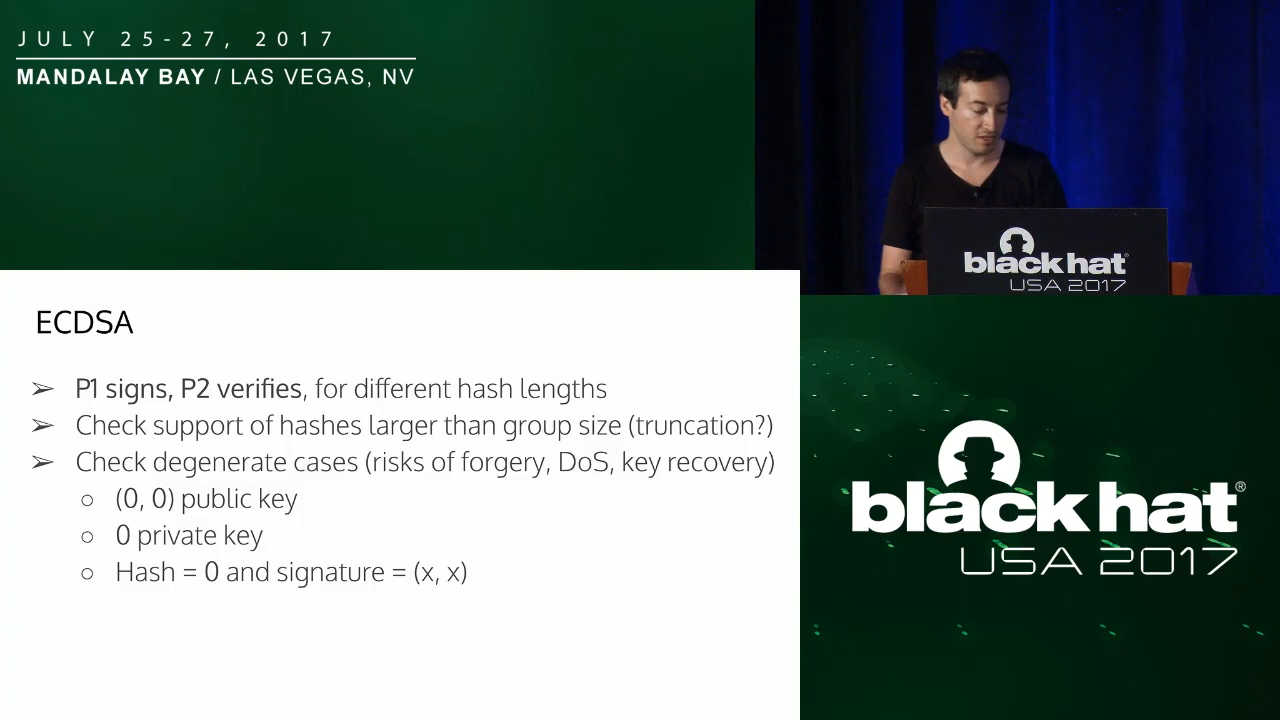 JULY 25-27, 2017
MANDALAY BAY / LAS VEGAS, NV
black hat®
USA 2017
ECDSA
➢ P1 signs, P2 verifies, for different hash lengths
➢ Check support of hashes larger than group size (truncation?)
➢ Check degenerate cases (risks of forgery, DoS, key recovery)
○ (0, 0) public key
○ 0 private key
○ Hash = 0 and signature = (x, x)
black hat®
USA 2017